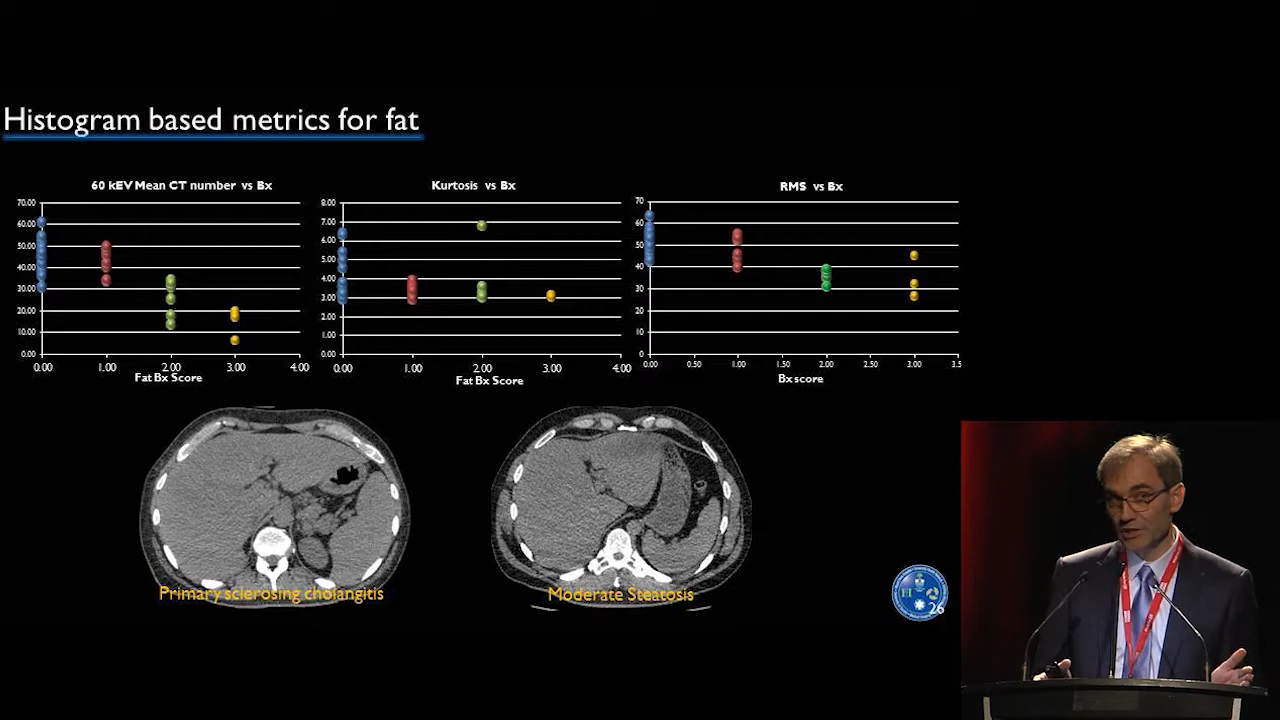 Histogram based metrics for fat
60 kEV Mean CT number vs Bx
70.00
60.00
50.00
40.00
30.00
20.00
10.00
0.00
0.00 1.00 2.00 3.00 4.00
Fat Bx Score
Kurtosis vs Bx
8.00
7.00
6.00
5.00
4.00
3.00
2.00
1.00
0.00
0.00 1.00 2.00 3.00 4.00
Fat Bx Score
RMS vs Bx
70
60
50
40
30
20
10
0
0.00 0.50 1.00 1.50 2.00 2.50 3.00 3.5
Bx score
Primary sclerosing cholangitis
Moderate Steatosis
H
26